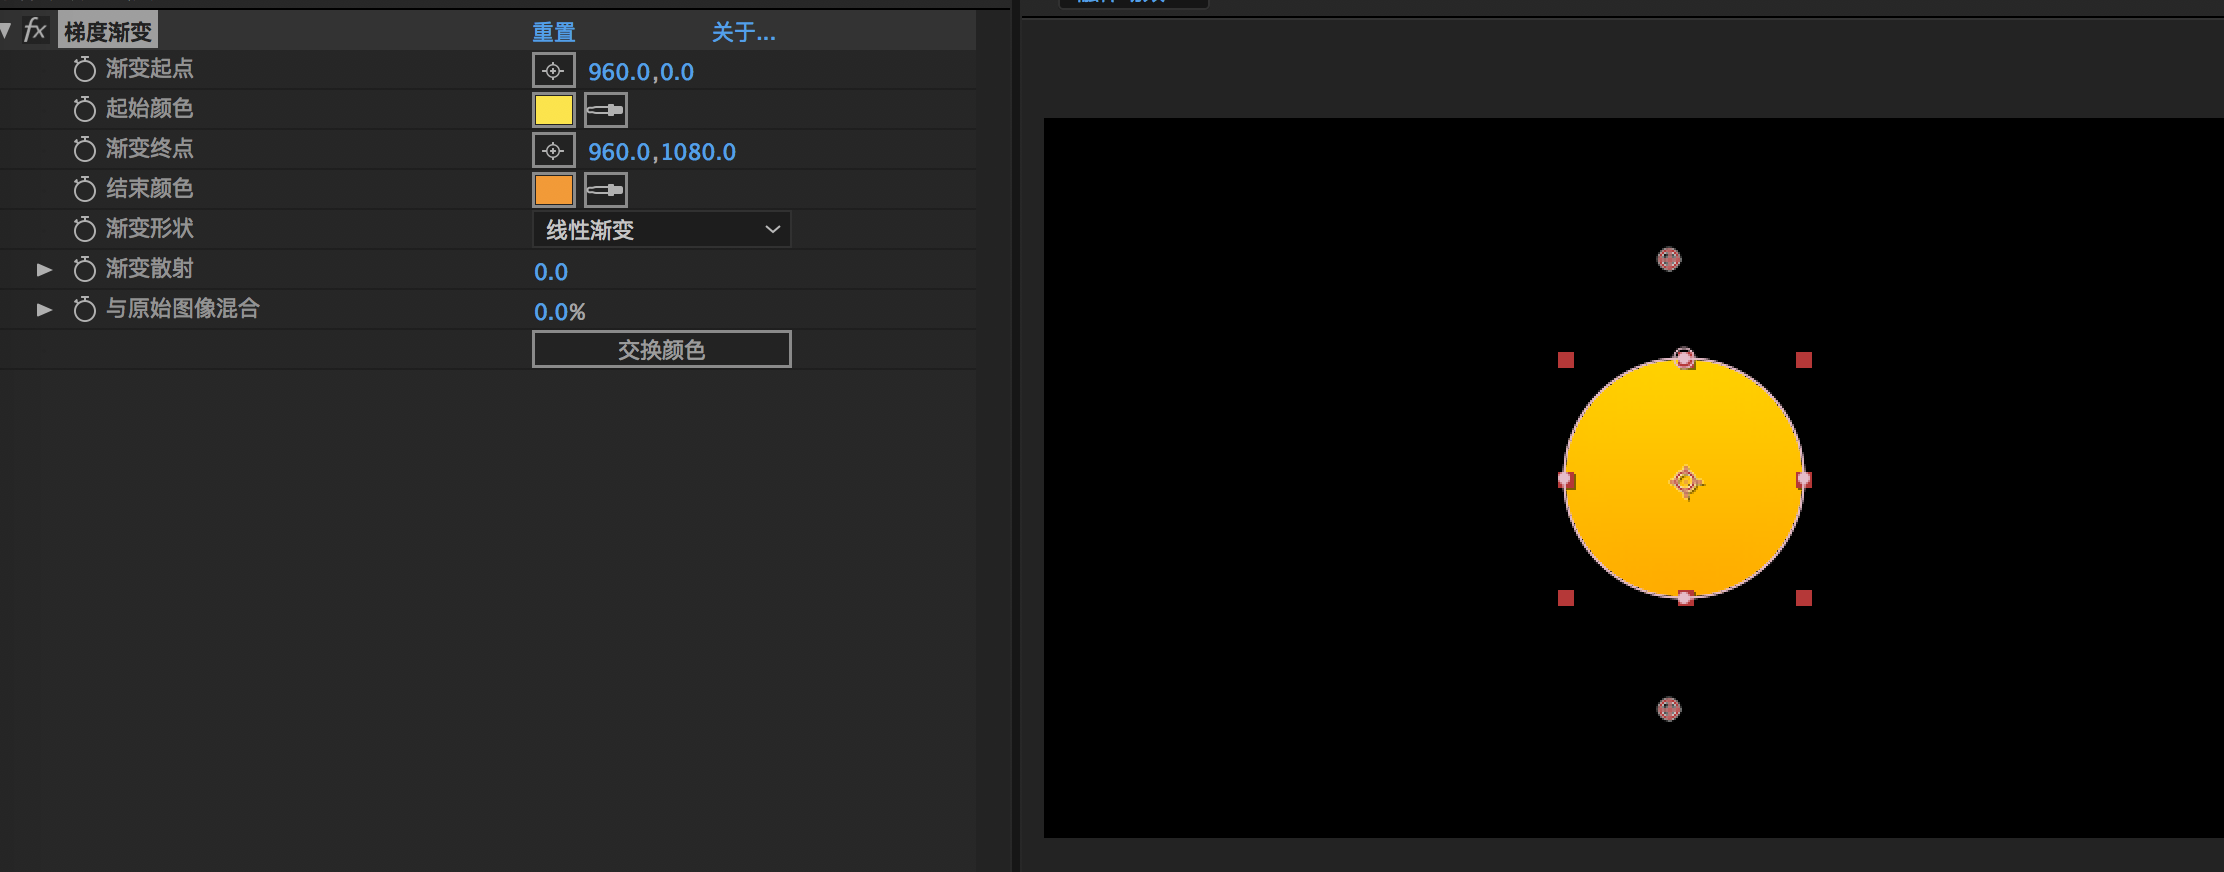 fx 梯度渐变 重置 关于...
渐变起点 960.0,0.0
起始颜色
渐变终点 960.0,1080.0
结束颜色
渐变形状 线性渐变
渐变散射 0.0
与原始图像混合 0.0%
交换颜色